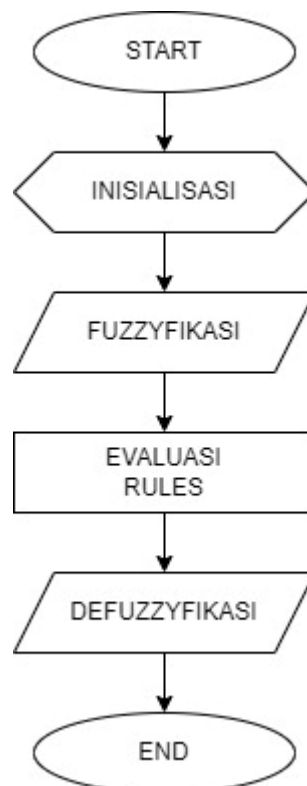 START
INISIALISASI
FUZZYFIKASI
EVALUASI
RULES
DEFUZZYFIKASI
END